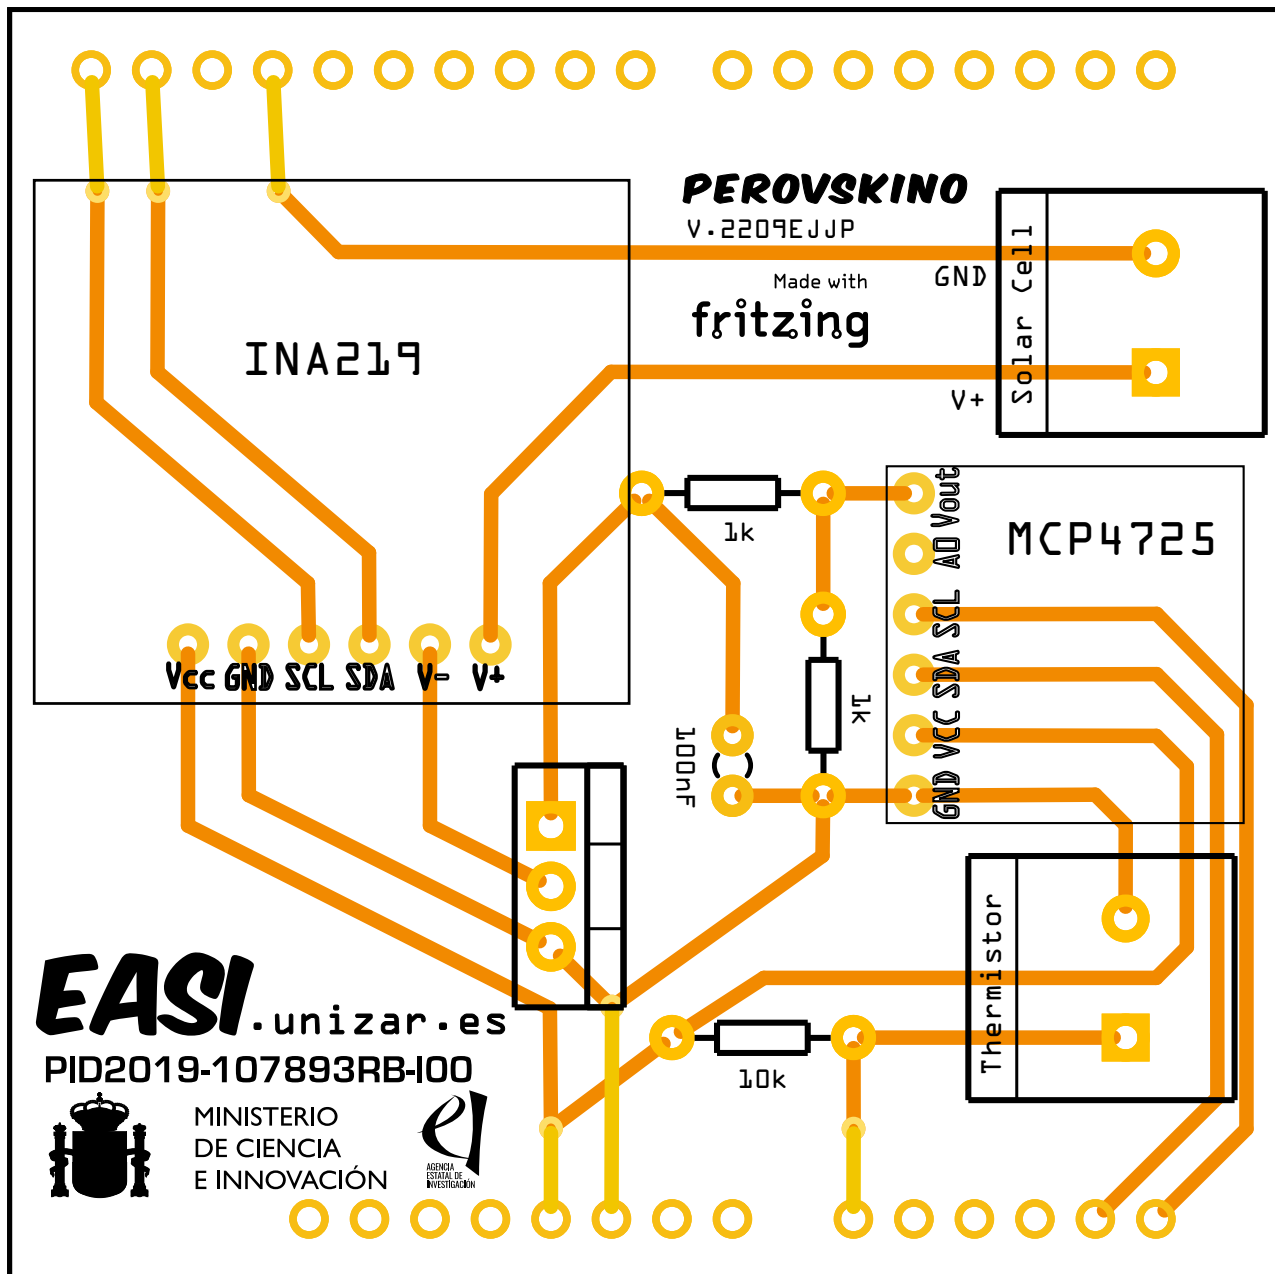 PEROVSKINO
V.2209EJJP
Made with
fritzing
GND
V+
Solar Cell
INA219
Vcc GND SCL SDA V- V+
1k
1k
100nF
MCP4725
Vout
A0
SCL
SDA
VCC
GND
Thermistor
10k
EASI.unizar.es
PID2019-107893RB-I00
MINISTERIO
DE CIENCIA
E INNOVACIÓN
AGENCIA
ESTATAL DE
INVESTIGACIÓN